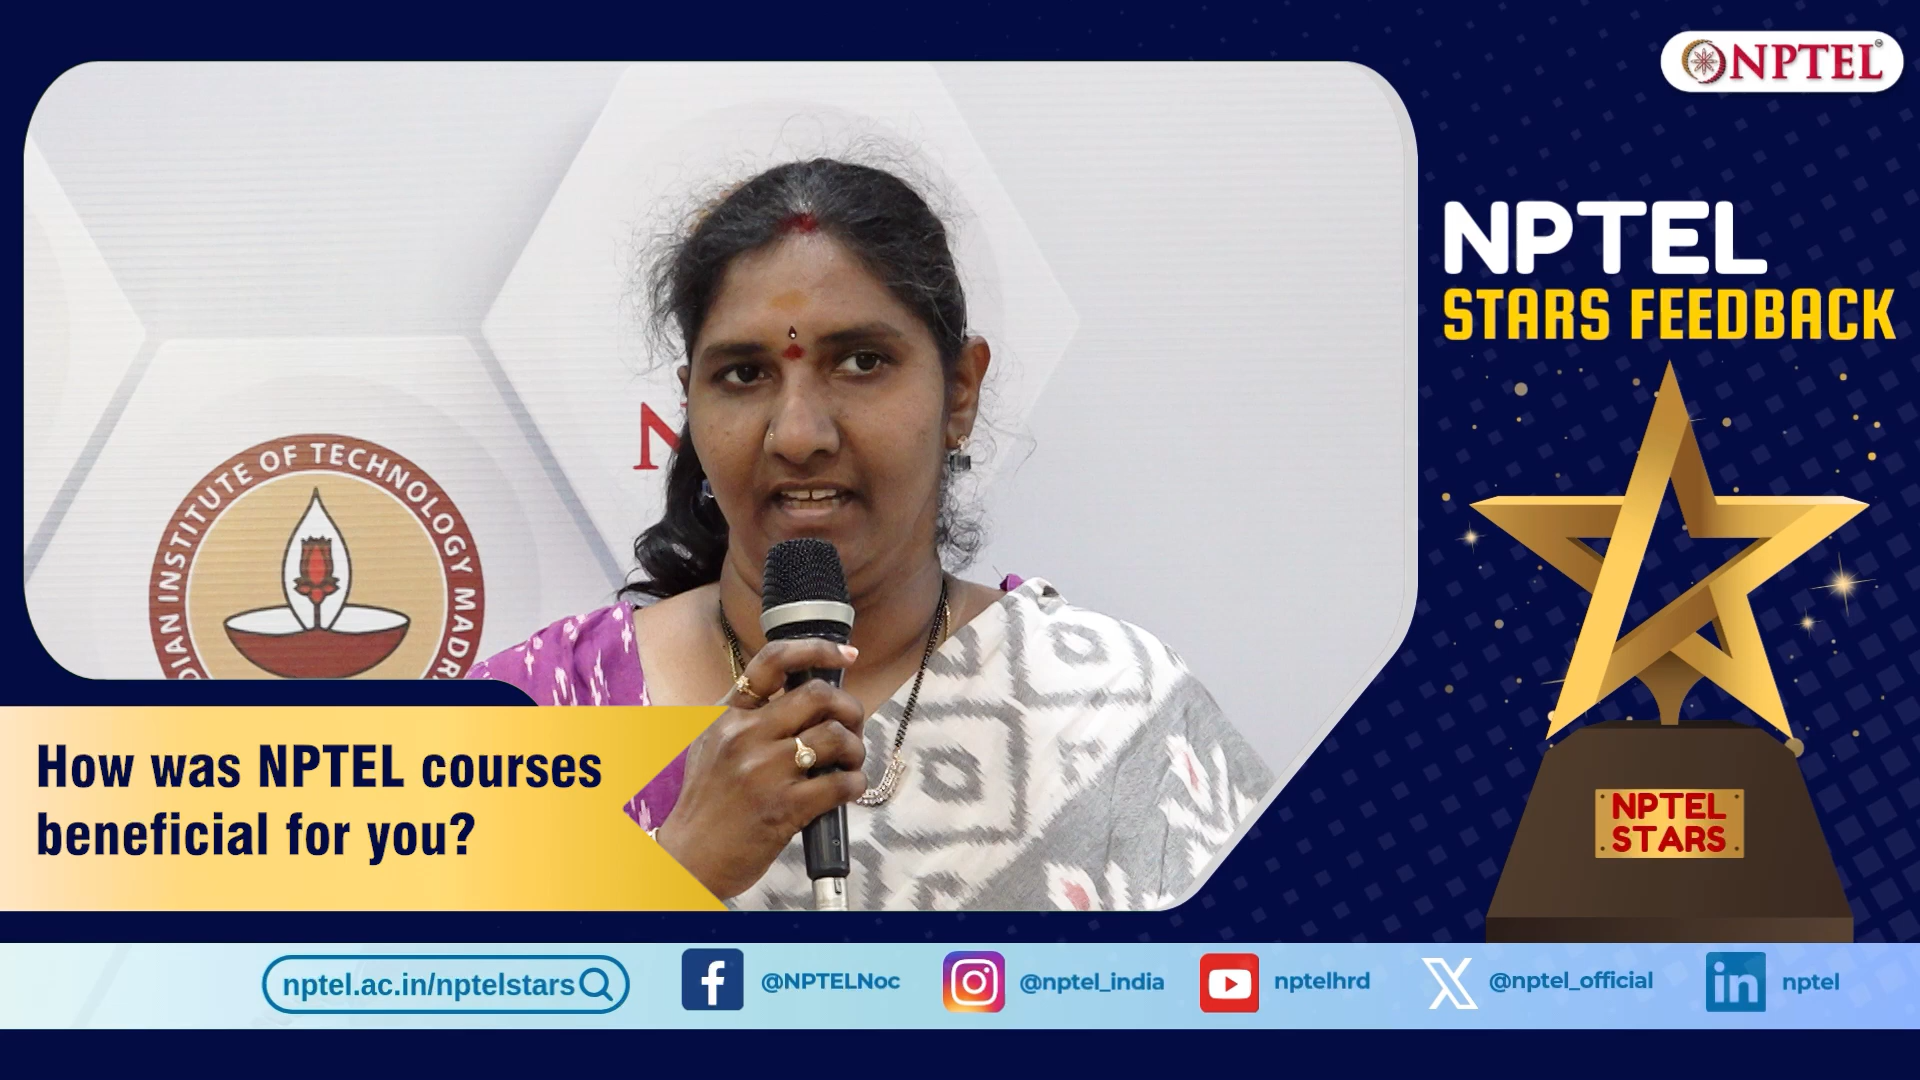 NPTEL
NPTEL
STARS FEEDBACK
INDIAN INSTITUTE OF TECHNOLOGY MADR
N
How was NPTEL courses
beneficial for you?
NPTEL
STARS
nptel.ac.in/nptelstars
@NPTELNoc
@nptel_india
nptelhrd
@nptel_official
nptel